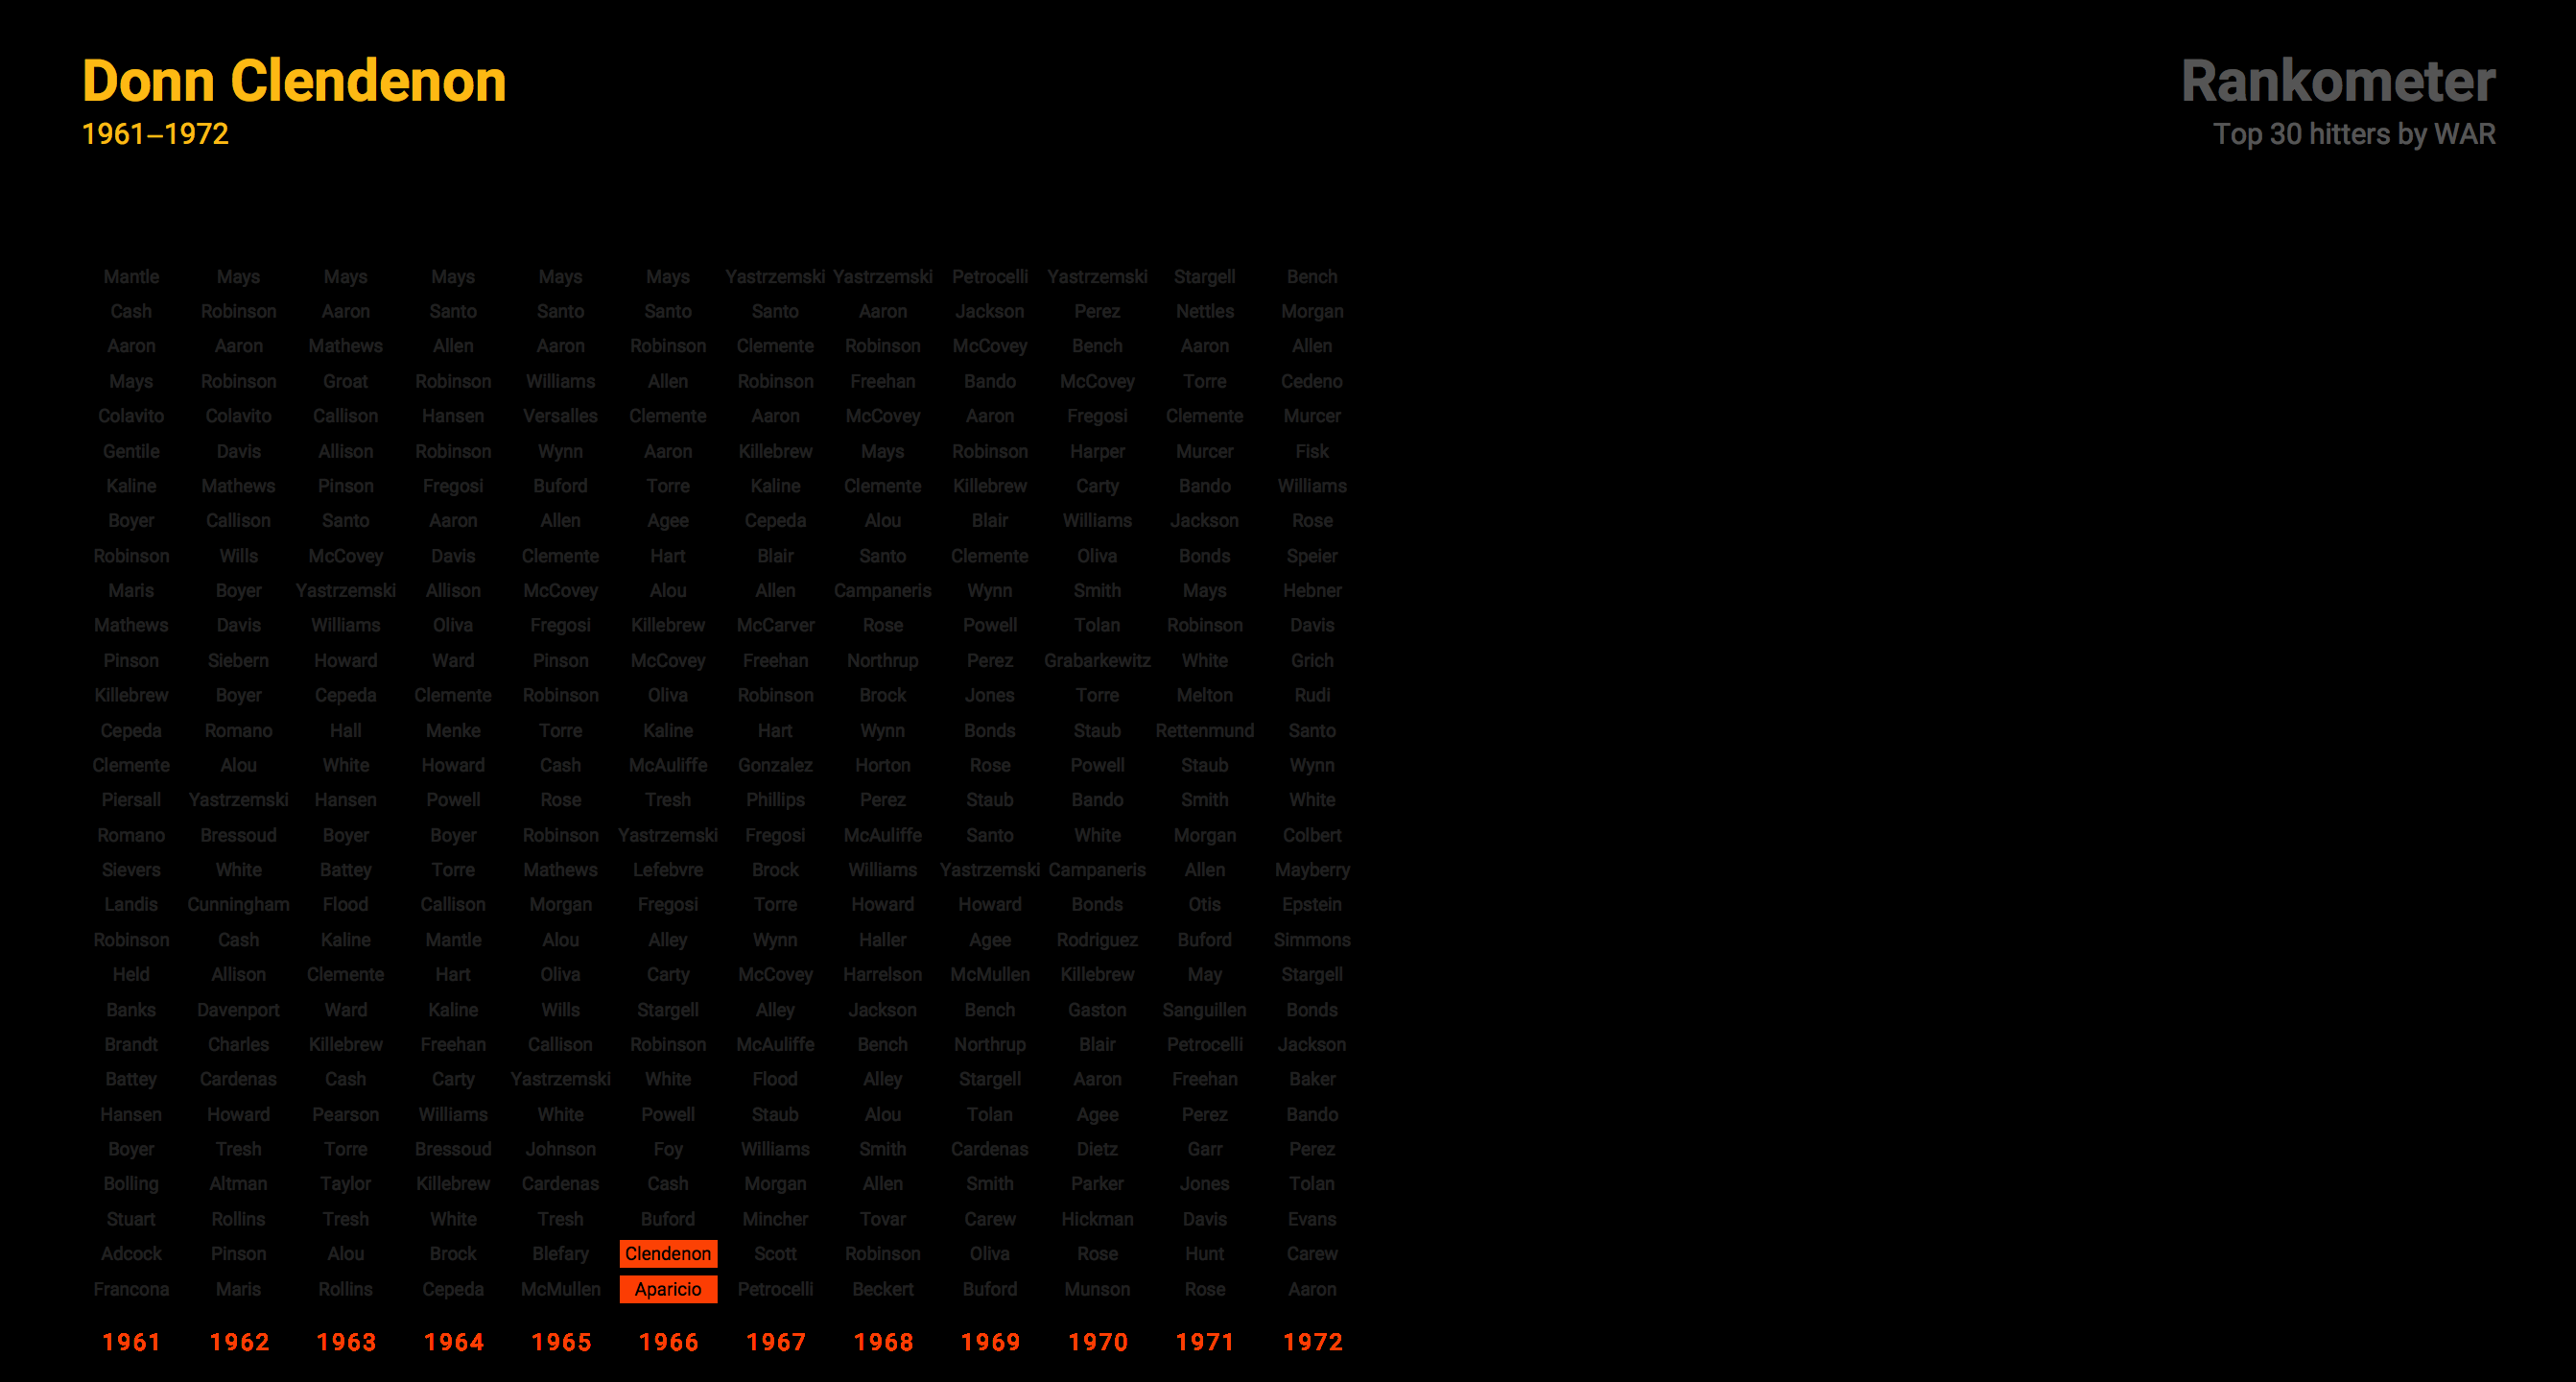 Donn Clendenon
1961–1972
Rankometer
Top 30 hitters by WAR
Mantle Mays Mays Mays Mays Mays Yastrzemski Yastrzemski Petrocelli Yastrzemski Stargell Bench
Cash Robinson Aaron Santo Santo Santo Santo Aaron Jackson Perez Nettles Morgan
Aaron Aaron Mathews Allen Aaron Robinson Clemente Robinson McCovey Bench Aaron Allen
Mays Robinson Groat Robinson Williams Allen Robinson Freehan Bando McCovey Torre Cedeno
Colavito Colavito Callison Hansen Versalles Clemente Aaron McCovey Aaron Fregosi Clemente Murcer
Gentile Davis Allison Robinson Wynn Aaron Killebrew Mays Robinson Harper Murcer Fisk
Kaline Mathews Pinson Fregosi Buford Torre Kaline Clemente Killebrew Carty Bando Williams
Boyer Callison Santo Aaron Allen Agee Cepeda Alou Blair Williams Jackson Rose
Robinson Wills McCovey Davis Clemente Hart Blair Santo Clemente Oliva Bonds Speier
Maris Boyer Yastrzemski Allison McCovey Alou Allen Campaneris Wynn Smith Mays Hebner
Mathews Davis Williams Oliva Fregosi Killebrew McCarver Rose Powell Tolan Robinson Davis
Pinson Siebern Howard Ward Pinson McCovey Freehan Northrup Perez Grabarkewitz White Grich
Killebrew Boyer Cepeda Clemente Robinson Oliva Robinson Brock Jones Torre Melton Rudi
Cepeda Romano Hall Menke Torre Kaline Hart Wynn Bonds Staub Rettenmund Santo
Clemente Alou White Howard Cash McAuliffe Gonzalez Horton Rose Powell Staub Wynn
Piersall Yastrzemski Hansen Powell Rose Tresh Phillips Perez Staub Bando Smith White
Romano Bressoud Boyer Boyer Robinson Yastrzemski Fregosi McAuliffe Santo White Morgan Colbert
Sievers White Battey Torre Mathews Lefebvre Brock Williams Yastrzemski Campaneris Allen Mayberry
Landis Cunningham Flood Callison Morgan Fregosi Torre Howard Howard Bonds Otis Epstein
Robinson Cash Kaline Mantle Alou Alley Wynn Haller Agee Rodriguez Buford Simmons
Held Allison Clemente Hart Oliva Carty McCovey Harrelson McMullen Killebrew May Stargell
Banks Davenport Ward Kaline Wills Stargell Alley Jackson Bench Gaston Sanguillen Bonds
Brandt Charles Killebrew Freehan Callison Robinson McAuliffe Bench Northrup Blair Petrocelli Jackson
Battey Cardenas Cash Carty Yastrzemski White Flood Alley Stargell Aaron Freehan Baker
Hansen Howard Pearson Williams White Powell Staub Alou Tolan Agee Perez Bando
Boyer Tresh Torre Bressoud Johnson Foy Williams Smith Cardenas Dietz Garr Perez
Bolling Altman Taylor Killebrew Cardenas Cash Morgan Allen Smith Parker Jones Tolan
Stuart Rollins Tresh White Tresh Buford Mincher Tovar Carew Hickman Davis Evans
Adcock Pinson Alou Brock Blefary Clendenon Scott Robinson Oliva Rose Hunt Carew
Francona Maris Rollins Cepeda McMullen Aparicio Petrocelli Beckert Buford Munson Rose Aaron
1961 1962 1963 1964 1965 1966 1967 1968 1969 1970 1971 1972